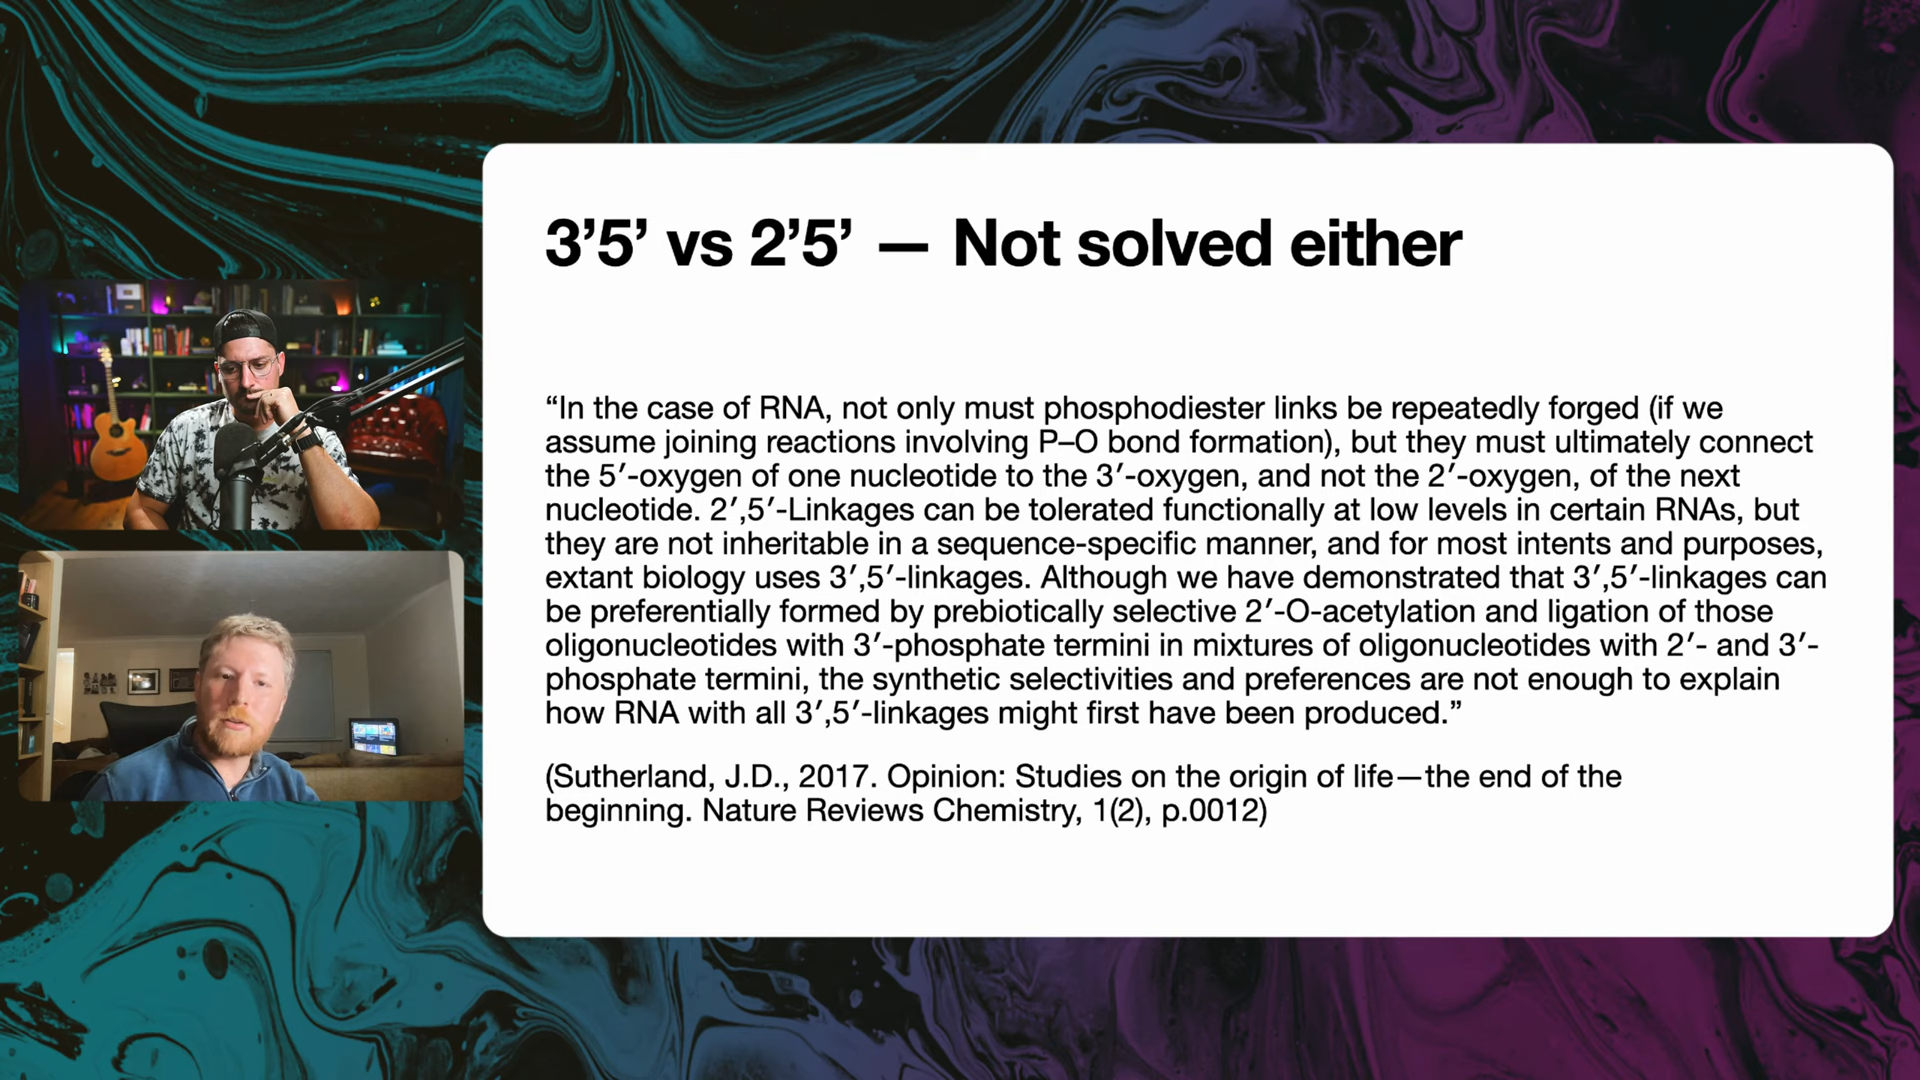 3’5’ vs 2’5’ — Not solved either
“In the case of RNA, not only must phosphodiester links be repeatedly forged (if we
assume joining reactions involving P–O bond formation), but they must ultimately connect
the 5′-oxygen of one nucleotide to the 3′-oxygen, and not the 2′-oxygen, of the next
nucleotide. 2′,5′-Linkages can be tolerated functionally at low levels in certain RNAs, but
they are not inheritable in a sequence-specific manner, and for most intents and purposes,
extant biology uses 3′,5′-linkages. Although we have demonstrated that 3′,5′-linkages can
be preferentially formed by prebiotically selective 2′-O-acetylation and ligation of those
oligonucleotides with 3′-phosphate termini in mixtures of oligonucleotides with 2′- and 3′-
phosphate termini, the synthetic selectivities and preferences are not enough to explain
how RNA with all 3′,5′-linkages might first have been produced.”
(Sutherland, J.D., 2017. Opinion: Studies on the origin of life—the end of the
beginning. Nature Reviews Chemistry, 1(2), p.0012)